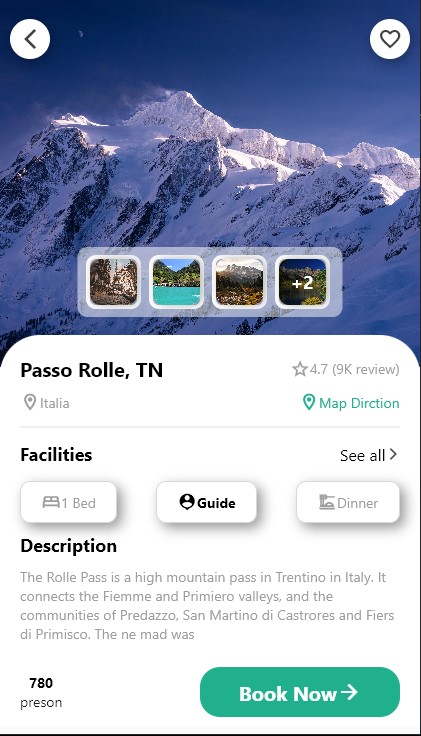 +2
Passo Rolle, TN
4.7 (9K review)
Italia
Map Dirction
Facilities
See all
1 Bed
Guide
Dinner
Description
The Rolle Pass is a high mountain pass in Trentino in Italy. It
connects the Fiemme and Primiero valleys, and the
communities of Predazzo, San Martino di Castrores and Fiers
di Primisco. The ne mad was
780
preson
Book Now